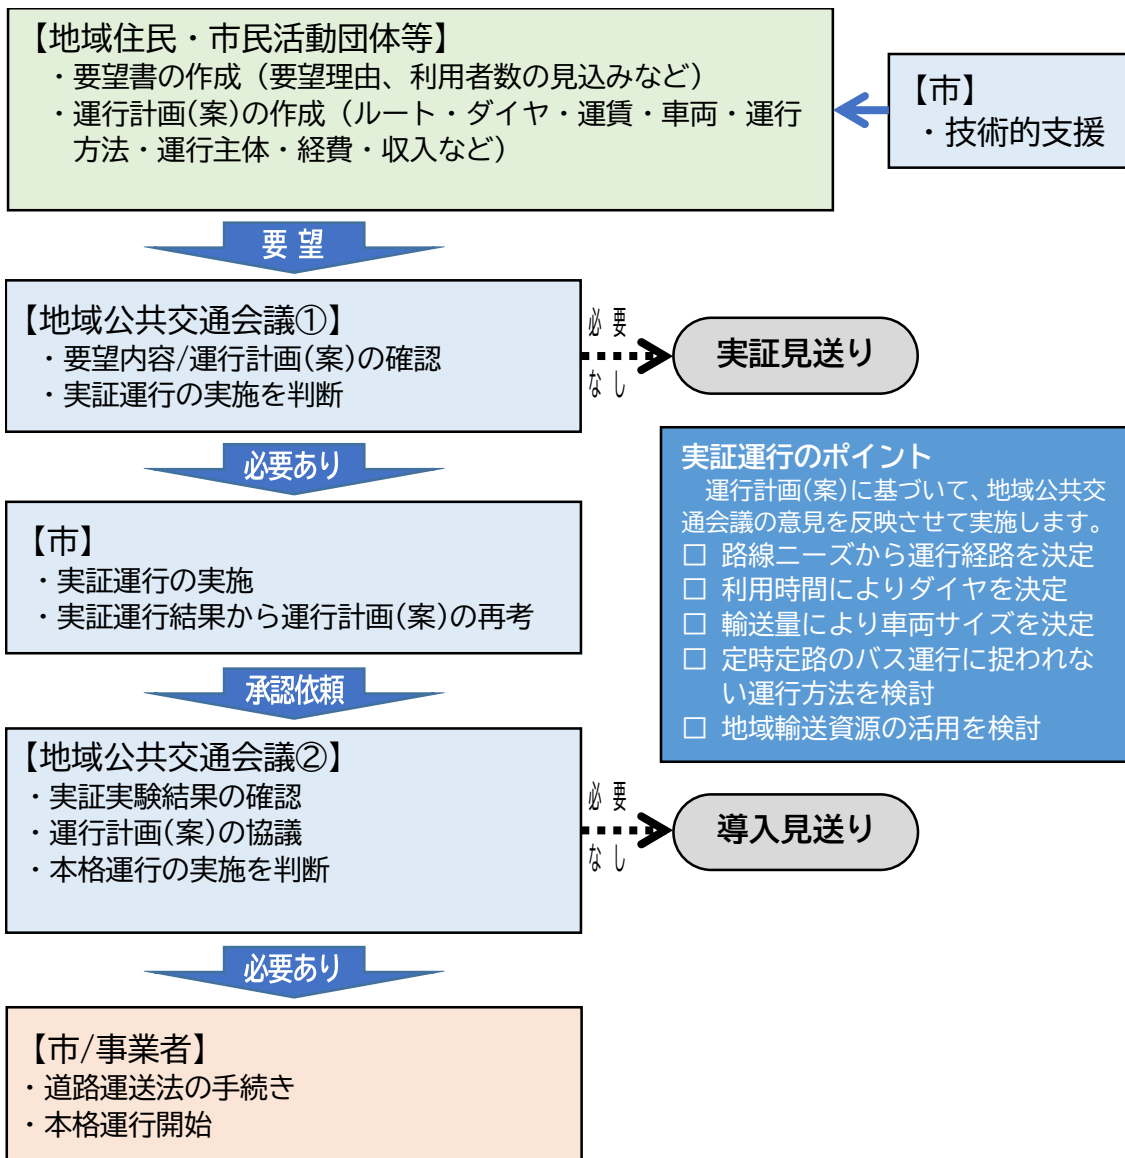 【地域住民・市民活動団体等】
・要望書の作成（要望理由、利用者数の見込みなど）
・運行計画(案)の作成（ルート・ダイヤ・運賃・車両・運行
方法・運行主体・経費・収入など）
【市】
・技術的支援
要 望
【地域公共交通会議①】
・要望内容/運行計画(案)の確認
・実証運行の実施を判断
必 要
な し
実証見送り
必要あり
実証運行のポイント
運行計画(案)に基づいて、地域公共交
通会議の意見を反映させて実施します。
□ 路線ニーズから運行経路を決定
□ 利用時間によりダイヤを決定
□ 輸送量により車両サイズを決定
□ 定時定路のバス運行に捉われな
い運行方法を検討
□ 地域輸送資源の活用を検討
【市】
・実証運行の実施
・実証運行結果から運行計画(案)の再考
承認依頼
【地域公共交通会議②】
・実証実験結果の確認
・運行計画(案)の協議
・本格運行の実施を判断
必 要
な し
導入見送り
必要あり
【市/事業者】
・道路運送法の手続き
・本格運行開始